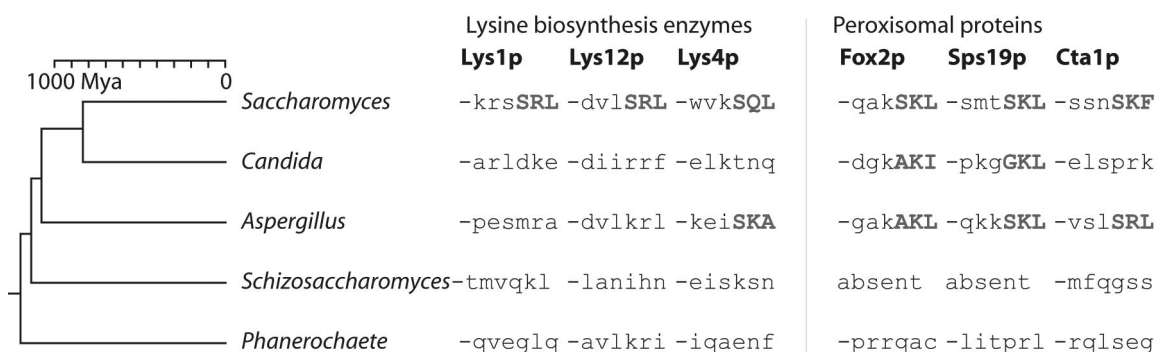 Lysine biosynthesis enzymes Peroxisomal proteins
Lys1p Lys12p Lys4p Fox2p Sps19p Cta1p
1000 Mya 0
Saccharomyces -krsSRL -dvlSRL -wvkSQL -qakSKL -smtSKL -ssnSKF
Candida -arldke -diirrf -elktnq -dgkAKI -pkgGKL -elsprk
Aspergillus -pesmra -dvlkrl -keiSKA -gakAKL -qkkSKL -vslSRL
Schizosaccharomyces -tmvqkl -lanihn -eisksn absent absent -mfqgss
Phanerochaete -qveglq -avlkri -iqaenf -prrqac -litprl -rqlseg